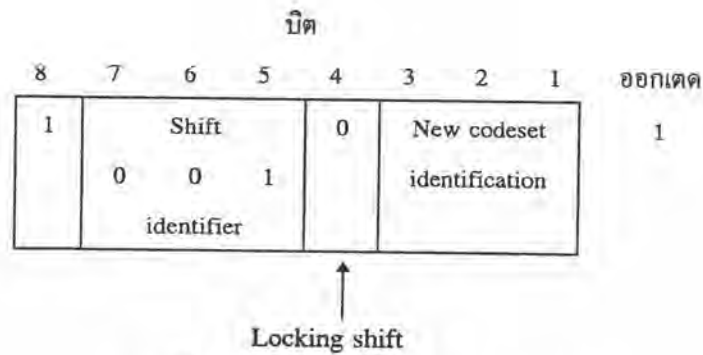 บิต
8 7 6 5 4 3 2 1 ออกเตต
1 Shift 0 New codeset 1
0 0 1 identification
identifier
Locking shift